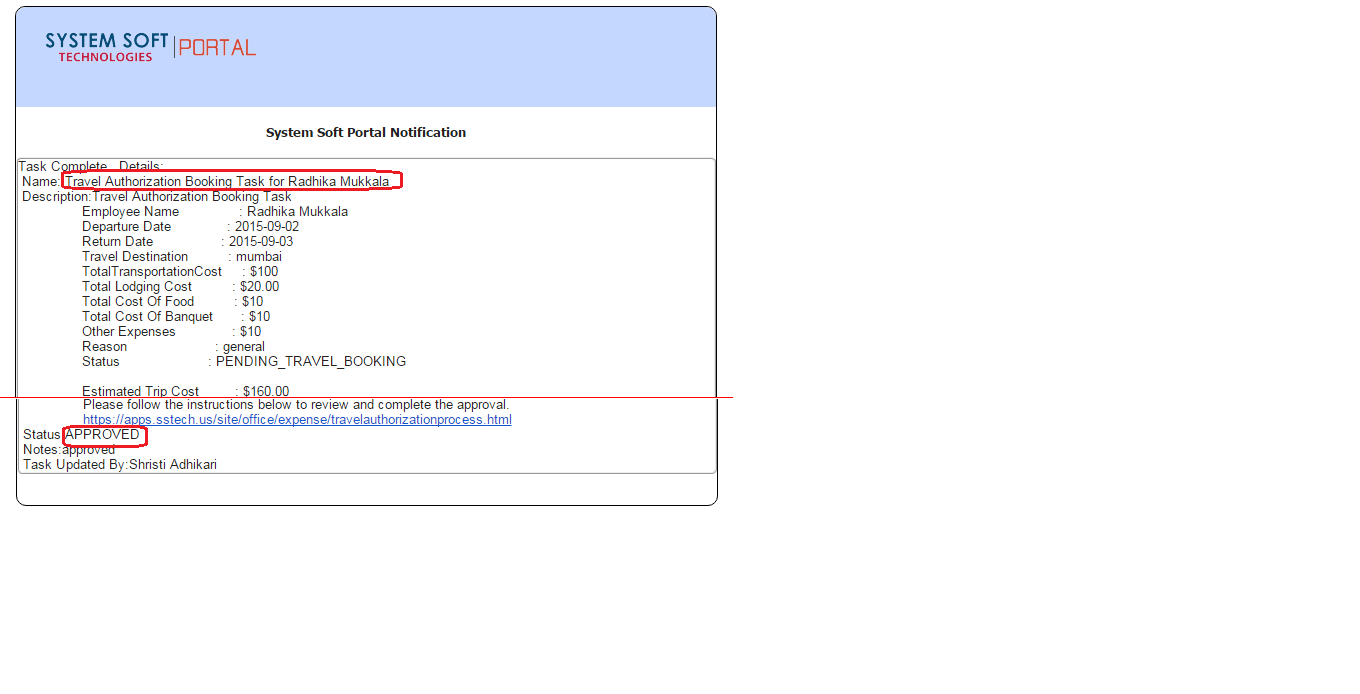 SYSTEM SOFT
TECHNOLOGIES
PORTAL
System Soft Portal Notification
Task Complete Details:
Name: Travel Authorization Booking Task for Radhika Mukkala
Description:Travel Authorization Booking Task
Employee Name : Radhika Mukkala
Departure Date : 2015-09-02
Return Date : 2015-09-03
Travel Destination : mumbai
TotalTransportationCost : $100
Total Lodging Cost : $20.00
Total Cost Of Food : $10
Total Cost Of Banquet : $10
Other Expenses : $10
Reason : general
Status : PENDING_TRAVEL_BOOKING
Estimated Trip Cost : $160.00
Please follow the instructions below to review and complete the approval.
https://apps.sstech.us/site/office/expense/travelauthorizationprocess.html
Status:APPROVED
Notes:approved
Task Updated By:Shristi Adhikari